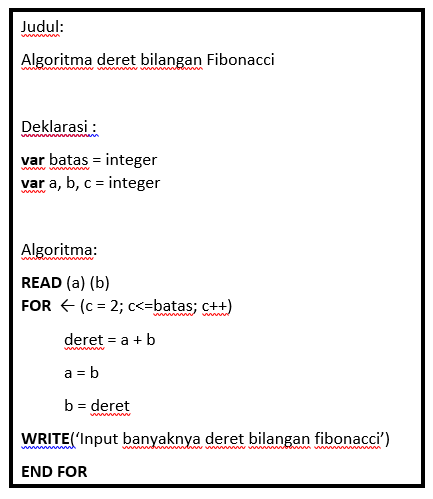 Judul:
Algoritma deret bilangan Fibonacci
Deklarasi :
var batas = integer
var a, b, c = integer
Algoritma:
READ (a) (b)
FOR ← (c = 2; c<=batas; c++)
deret = a + b
a = b
b = deret
WRITE(‘Input banyaknya deret bilangan fibonacci’)
END FOR